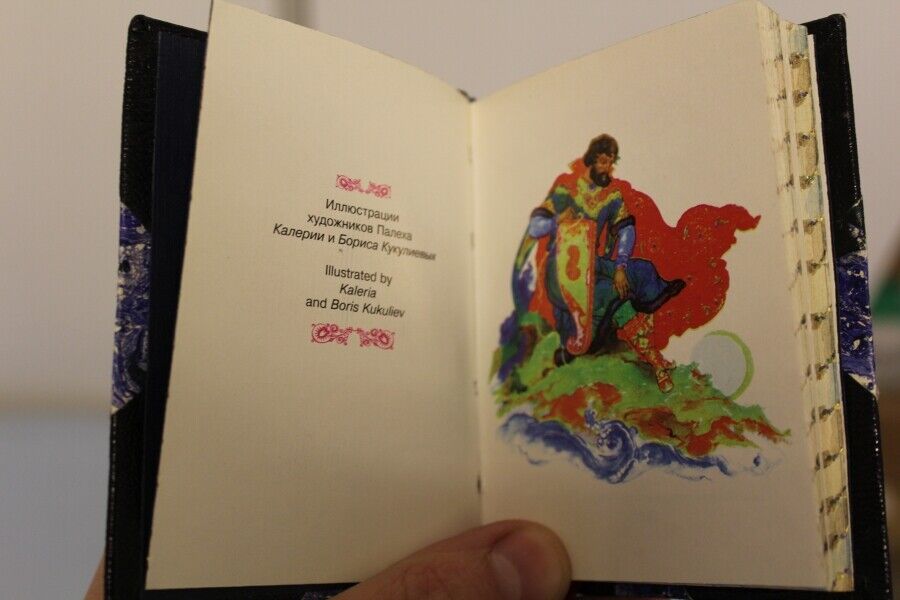 Иллюстрации
художников Палеха
Калерии и Бориса Кукулиевых
Illustrated by
Kaleria
and Boris Kukuliev